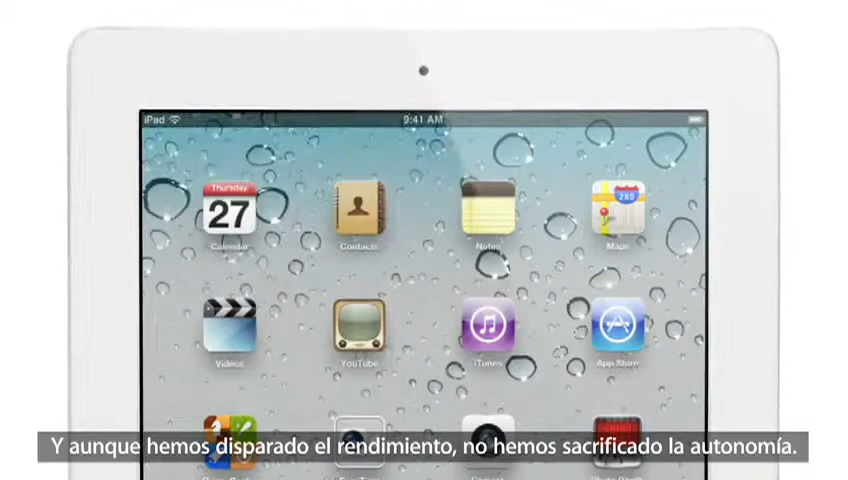 iPad 9:41 AM
Thursday
27
280
Calendar Contacts Notes Maps
Videos YouTube iTunes App Store
Y aunque hemos disparado el rendimiento, no hemos sacrificado la autonomía.